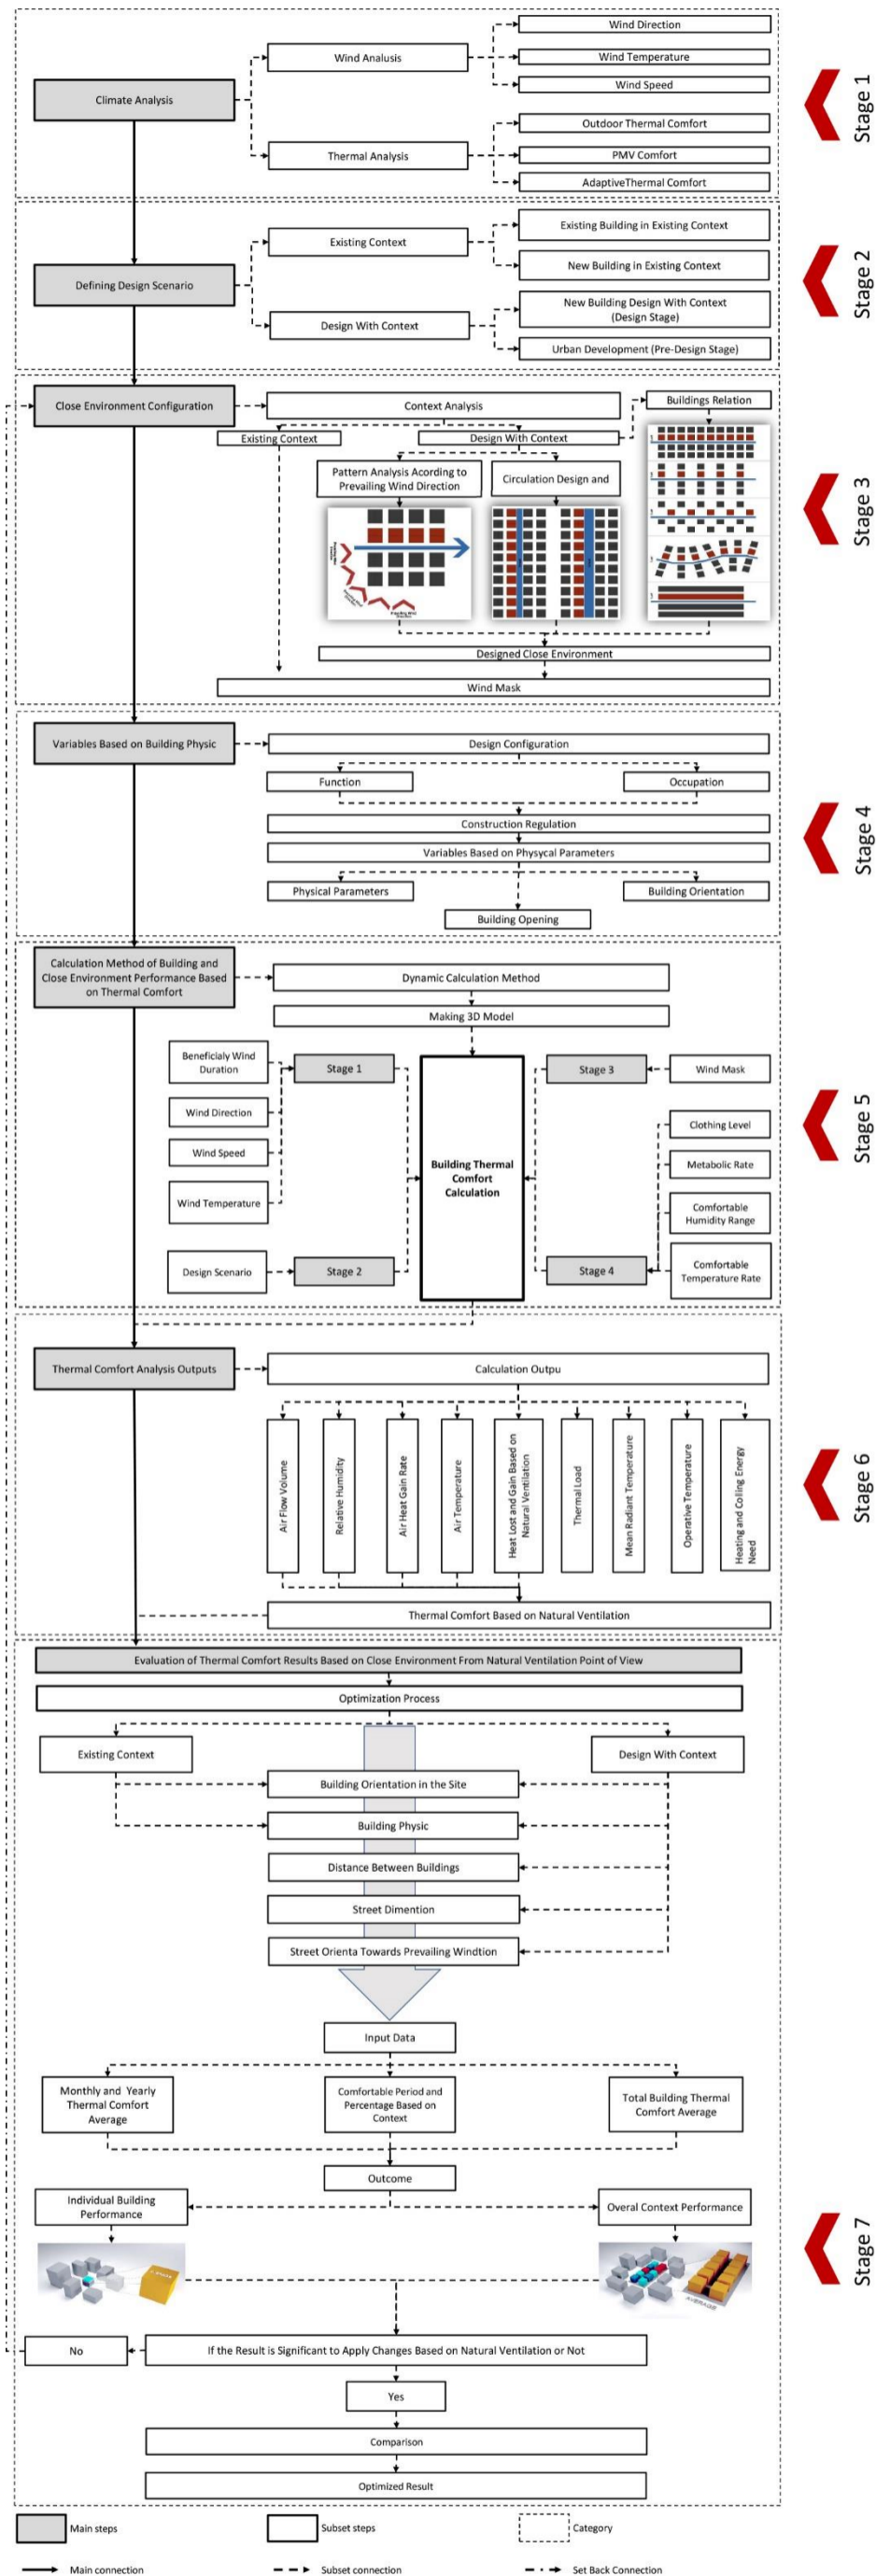 Wind Direction
Wind Analusis
Wind Temperature
Wind Speed
Climate Analysis
Outdoor Thermal Comfort
Thermal Analysis
PMV Comfort
AdaptiveThermal Comfort
Stage 1
Existing Building in Existing Context
Existing Context
New Building in Existing Context
Defining Design Scenario
New Building Design With Context
(Design Stage)
Design With Context
Urban Development (Pre-Design Stage)
Stage 2
Close Environment Configuration
Context Analysis
Buildings Relation
Existing Context
Design With Context
Pattern Analysis Acording to
Prevailing Wind Direction
Circulation Design and
Designed Close Environment
Wind Mask
Stage 3
Variables Based on Building Physic
Design Configuration
Function
Occupation
Construction Regulation
Variables Based on Physycal Parameters
Physical Parameters
Building Orientation
Building Opening
Stage 4
Calculation Method of Building and
Close Environment Performance Based
on Thermal Comfort
Dynamic Calculation Method
Making 3D Model
Beneficialy Wind
Duration
Stage 1
Stage 3
Wind Mask
Wind Direction
Clothing Level
Wind Speed
Building Thermal
Comfort
Calculation
Metabolic Rate
Wind Temperature
Comfortable
Humidity Range
Design Scenario
Stage 2
Stage 4
Comfortable
Temperature Rate
Stage 5
Thermal Comfort Analysis Outputs
Calculation Outpu
Air Flow Volume
Relative Humidity
Air Heat Gain Rate
Air Temperature
Heat Lost and Gain Based on
Natural Ventilation
Thermal Load
Mean Radiant Temperature
Operative Temperature
Heating and Colling Energy
Need
Thermal Comfort Based on Natural Ventilation
Stage 6
Evaluation of Thermal Comfort Results Based on Close Environment From Natural Ventilation Point of View
Optimization Process
Existing Context
Design With Context
Building Orientation in the Site
Building Physic
Distance Between Buildings
Street Dimention
Street Orienta Towards Prevailing Windtion
Input Data
Monthly and Yearly
Thermal Comfort
Average
Comfortable Period and
Percentage Based on
Context
Total Building Thermal
Comfort Average
Outcome
Individual Building
Performance
Overal Context Performance
AVERAGE
Stage 7
No
If the Result is Significant to Apply Changes Based on Natural Ventilation or Not
Yes
Comparison
Optimized Result
Main steps
Subset steps
Category
Main connection
Subset connection
Set Back Connection